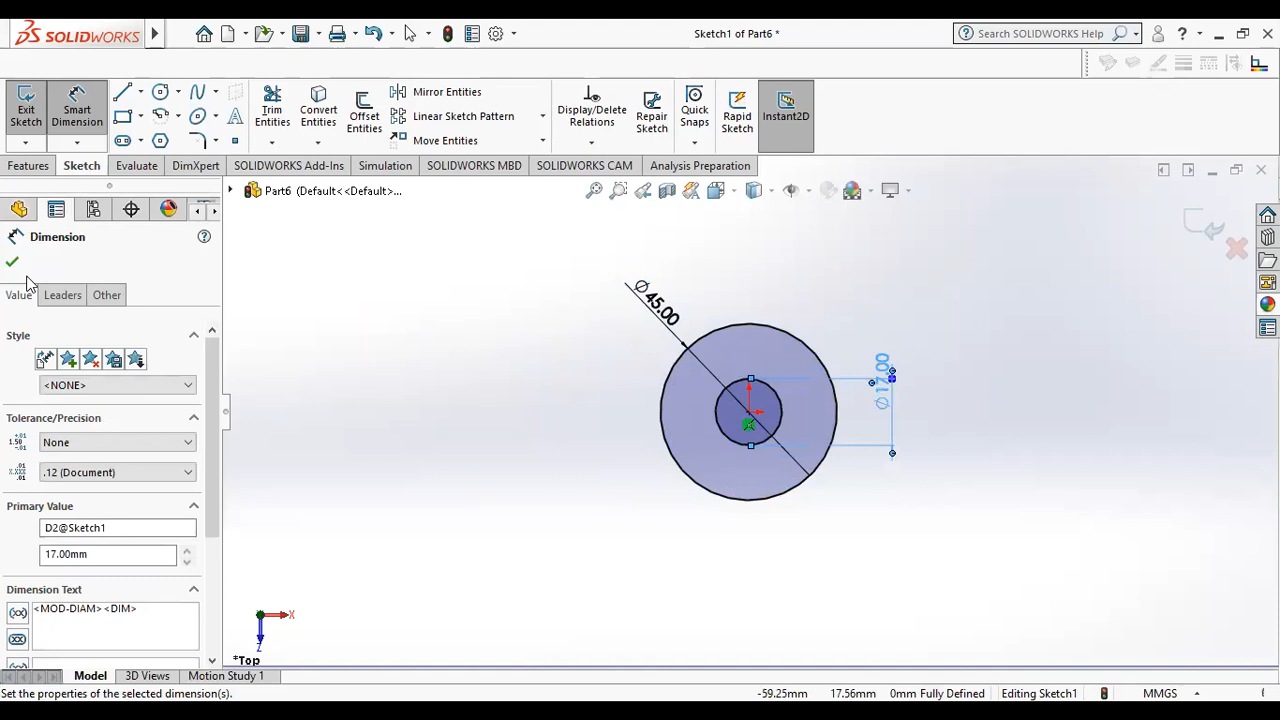 SOLIDWORKS
Sketch1 of Part6 *
Search SOLIDWORKS Help
Exit Sketch
Smart Dimension
Trim Entities
Convert Entities
Offset Entities
Mirror Entities
Linear Sketch Pattern
Move Entities
Display/Delete Relations
Repair Sketch
Quick Snaps
Rapid Sketch
Instant2D
Features Sketch Evaluate DimXpert SOLIDWORKS Add-Ins Simulation SOLIDWORKS MBD SOLIDWORKS CAM Analysis Preparation
Part6 (Default<<Default>...
Dimension
Value Leaders Other
Style
<NONE>
Tolerance/Precision
None
.12 (Document)
Primary Value
D2@Sketch1
17.00mm
Dimension Text
<MOD-DIAM><DIM>
∅45.00
∅17.00
X
Z
*Top
Model 3D Views Motion Study 1
Set the properties of the selected dimension(s).
-59.25mm 17.56mm 0mm Fully Defined Editing Sketch1 MMGS